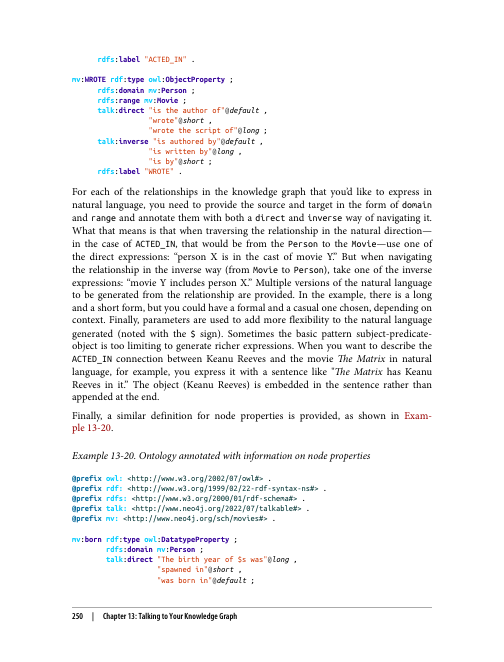 rdfs:label "ACTED_IN" .
mv:WROTE rdf:type owl:ObjectProperty ;
rdfs:domain mv:Person ;
rdfs:range mv:Movie ;
talk:direct "is the author of"@default ,
"wrote"@short ,
"wrote the script of"@long ;
talk:inverse "is authored by"@default ,
"is written by"@long ,
"is by"@short ;
rdfs:label "WROTE" .
For each of the relationships in the knowledge graph that you'd like to express in
natural language, you need to provide the source and target in the form of domain
and range and annotate them with both a direct and inverse way of navigating it.
What that means is that when traversing the relationship in the natural direction—
in the case of ACTED_IN, that would be from the Person to the Movie—use one of
the direct expressions: “person X is in the cast of movie Y.” But when navigating
the relationship in the inverse way (from Movie to Person), take one of the inverse
expressions: “movie Y includes person X.” Multiple versions of the natural language
to be generated from the relationship are provided. In the example, there is a long
and a short form, but you could have a formal and a casual one chosen, depending on
context. Finally, parameters are used to add more flexibility to the natural language
generated (noted with the $ sign). Sometimes the basic pattern subject-predicate-
object is too limiting to generate richer expressions. When you want to describe the
ACTED_IN connection between Keanu Reeves and the movie The Matrix in natural
language, for example, you express it with a sentence like “The Matrix has Keanu
Reeves in it.” The object (Keanu Reeves) is embedded in the sentence rather than
appended at the end.
Finally, a similar definition for node properties is provided, as shown in Exam-
ple 13-20.
Example 13-20. Ontology annotated with information on node properties
@prefix owl: <http://www.w3.org/2002/07/owl#> .
@prefix rdf: <http://www.w3.org/1999/02/22-rdf-syntax-ns#> .
@prefix rdfs: <http://www.w3.org/2000/01/rdf-schema#> .
@prefix talk: <http://www.neo4j.org/2022/07/talkable#> .
@prefix mv: <http://www.neo4j.org/sch/movies#> .
mv:born rdf:type owl:DatatypeProperty ;
rdfs:domain mv:Person ;
talk:direct "The birth year of $s was"@long ,
"spawned in"@short ,
"was born in"@default ;
250 | Chapter 13: Talking to Your Knowledge Graph